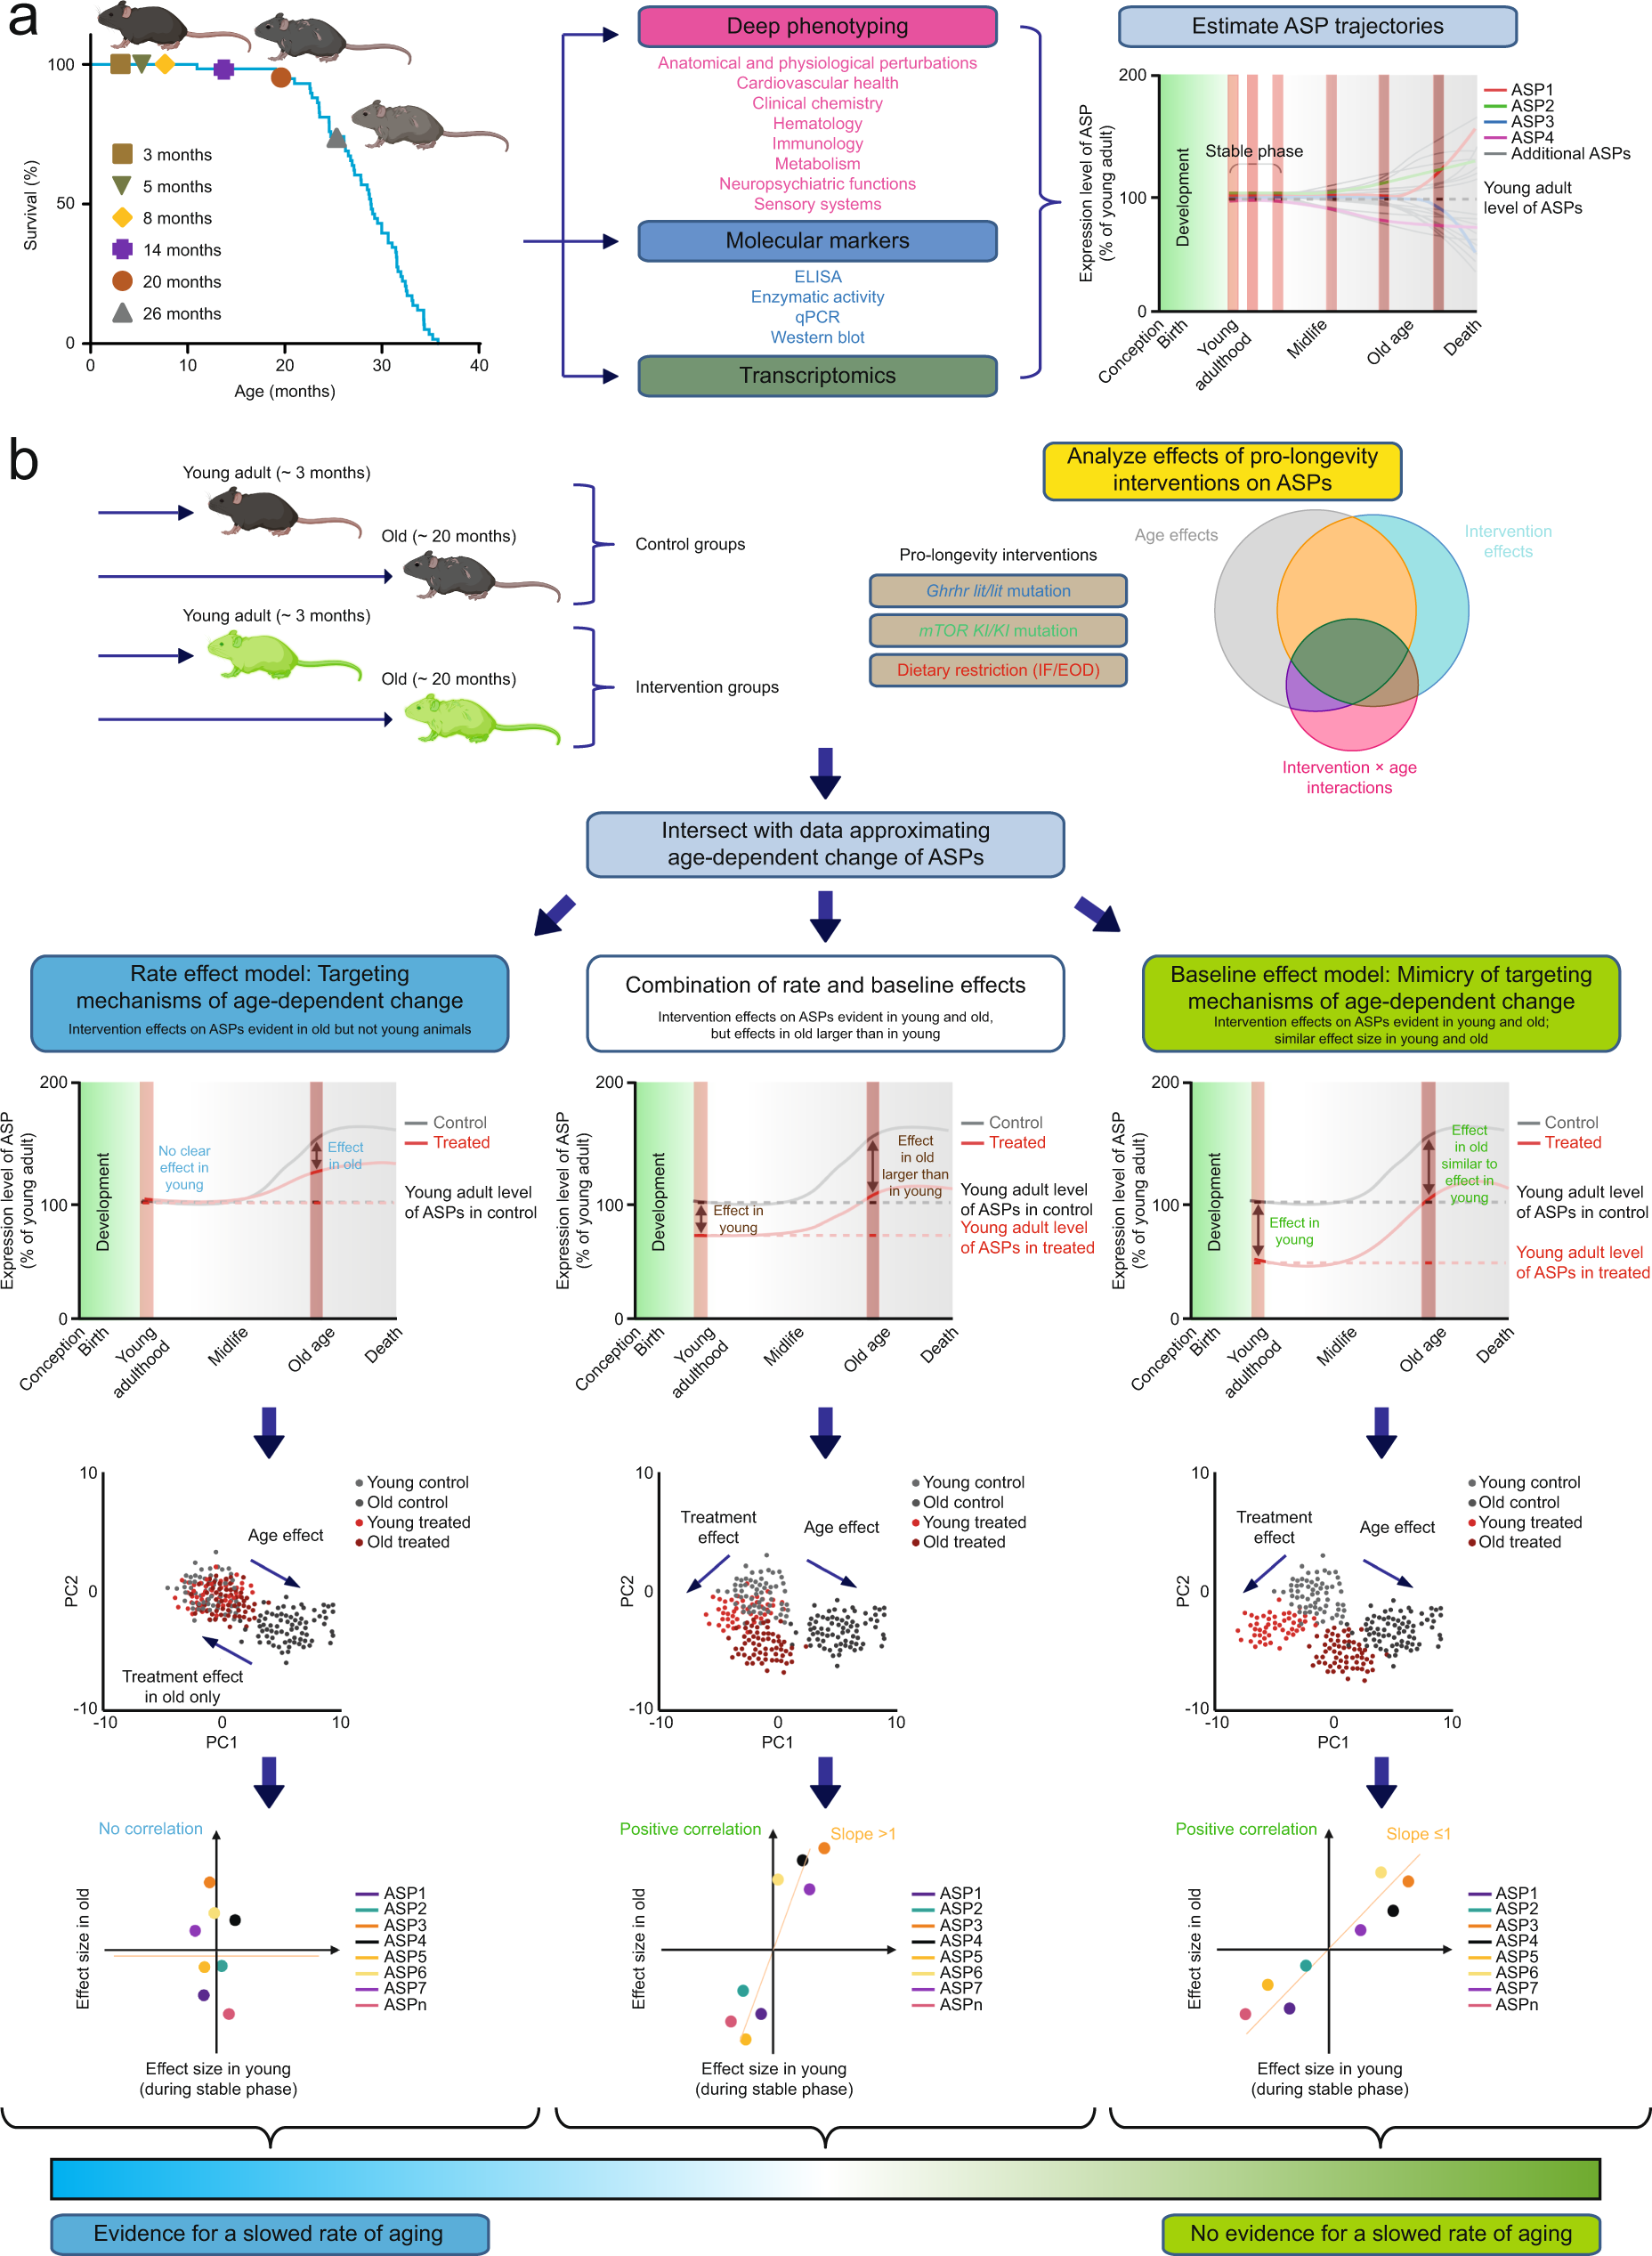 a
100
50
0
Survival (%)
0
10
20
30
40
Age (months)
3 months
5 months
8 months
14 months
20 months
26 months
Deep phenotyping
Anatomical and physiological perturbations
Cardiovascular health
Clinical chemistry
Hematology
Immunology
Metabolism
Neuropsychiatric functions
Sensory systems
Molecular markers
ELISA
Enzymatic activity
qPCR
Western blot
Transcriptomics
Estimate ASP trajectories
Expression level of ASP
(% of young adult)
200
100
0
Development
Stable phase
Conception
Birth
Young
adulthood
Midlife
Old age
Death
ASP1
ASP2
ASP3
ASP4
Additional ASPs
Young adult
level of ASPs
b
Young adult (~ 3 months)
Old (~ 20 months)
Young adult (~ 3 months)
Old (~ 20 months)
Control groups
Intervention groups
Pro-longevity interventions
Ghrhr lit/lit mutation
mTOR KI/KI mutation
Dietary restriction (IF/EOD)
Analyze effects of pro-longevity
interventions on ASPs
Age effects
Intervention
effects
Intervention × age
interactions
Intersect with data approximating
age-dependent change of ASPs
Rate effect model: Targeting
mechanisms of age-dependent change
Intervention effects on ASPs evident in old but not young animals
Combination of rate and baseline effects
Intervention effects on ASPs evident in young and old,
but effects in old larger than in young
Baseline effect model: Mimicry of targeting
mechanisms of age-dependent change
Intervention effects on ASPs evident in young and old;
similar effect size in young and old
Expression level of ASP
(% of young adult)
200
100
0
Development
No clear
effect in
young
Effect
in old
Control
Treated
Young adult level
of ASPs in control
Conception
Birth
Young
adulthood
Midlife
Old age
Death
Expression level of ASP
(% of young adult)
200
100
0
Development
Effect in
young
Effect
in old
larger than
in young
Control
Treated
Young adult level
of ASPs in control
Young adult level
of ASPs in treated
Conception
Birth
Young
adulthood
Midlife
Old age
Death
Expression level of ASP
(% of young adult)
200
100
0
Development
Effect in
young
Effect
in old
similar to
effect in
young
Control
Treated
Young adult level
of ASPs in control
Young adult level
of ASPs in treated
Conception
Birth
Young
adulthood
Midlife
Old age
Death
10
0
-10
PC2
-10
0
10
PC1
Age effect
Treatment effect
in old only
Young control
Old control
Young treated
Old treated
10
0
-10
PC2
-10
0
10
PC1
Treatment
effect
Age effect
Young control
Old control
Young treated
Old treated
10
0
-10
PC2
-10
0
10
PC1
Treatment
effect
Age effect
Young control
Old control
Young treated
Old treated
No correlation
Effect size in old
Effect size in young
(during stable phase)
ASP1
ASP2
ASP3
ASP4
ASP5
ASP6
ASP7
ASPn
Positive correlation
Slope >1
Effect size in old
Effect size in young
(during stable phase)
ASP1
ASP2
ASP3
ASP4
ASP5
ASP6
ASP7
ASPn
Positive correlation
Slope ≤1
Effect size in old
Effect size in young
(during stable phase)
ASP1
ASP2
ASP3
ASP4
ASP5
ASP6
ASP7
ASPn
Evidence for a slowed rate of aging
No evidence for a slowed rate of aging